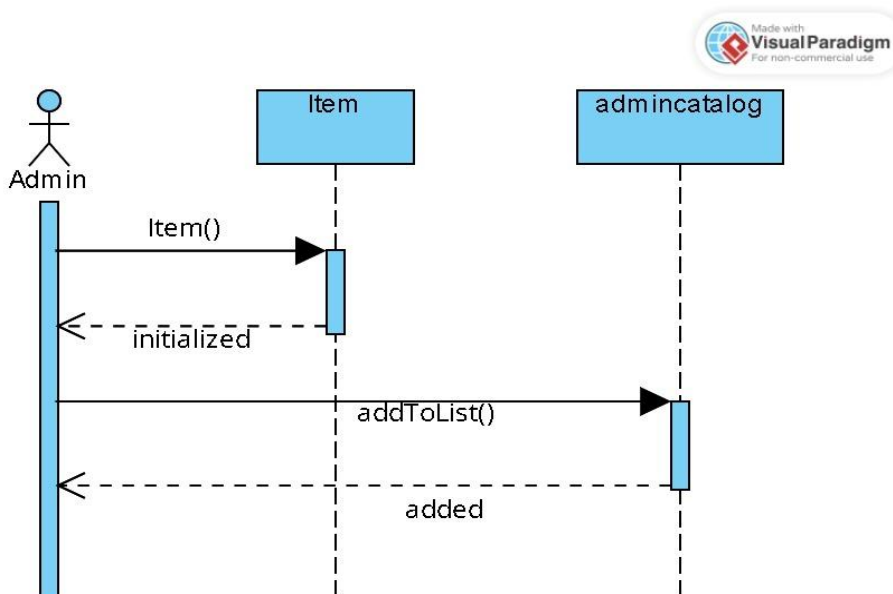 Made with
Visual Paradigm
For non-commercial use
Item
admincatalog
Admin
Item()
initialized
addToList()
added